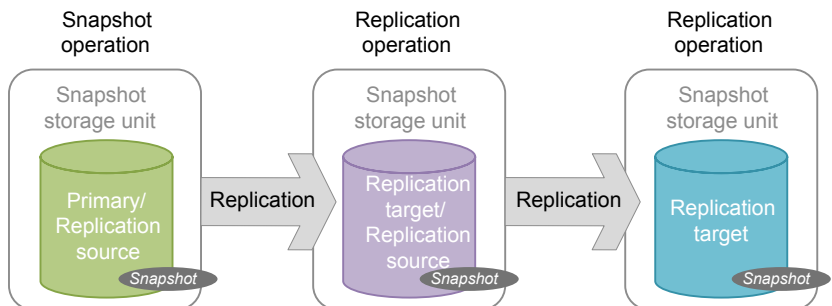 Snapshot
operation
Replication
operation
Replication
operation
Snapshot
storage unit
Snapshot
storage unit
Snapshot
storage unit
Primary/
Replication
source
Replication
Replication
target/
Replication
source
Replication
Replication
target
Snapshot
Snapshot
Snapshot